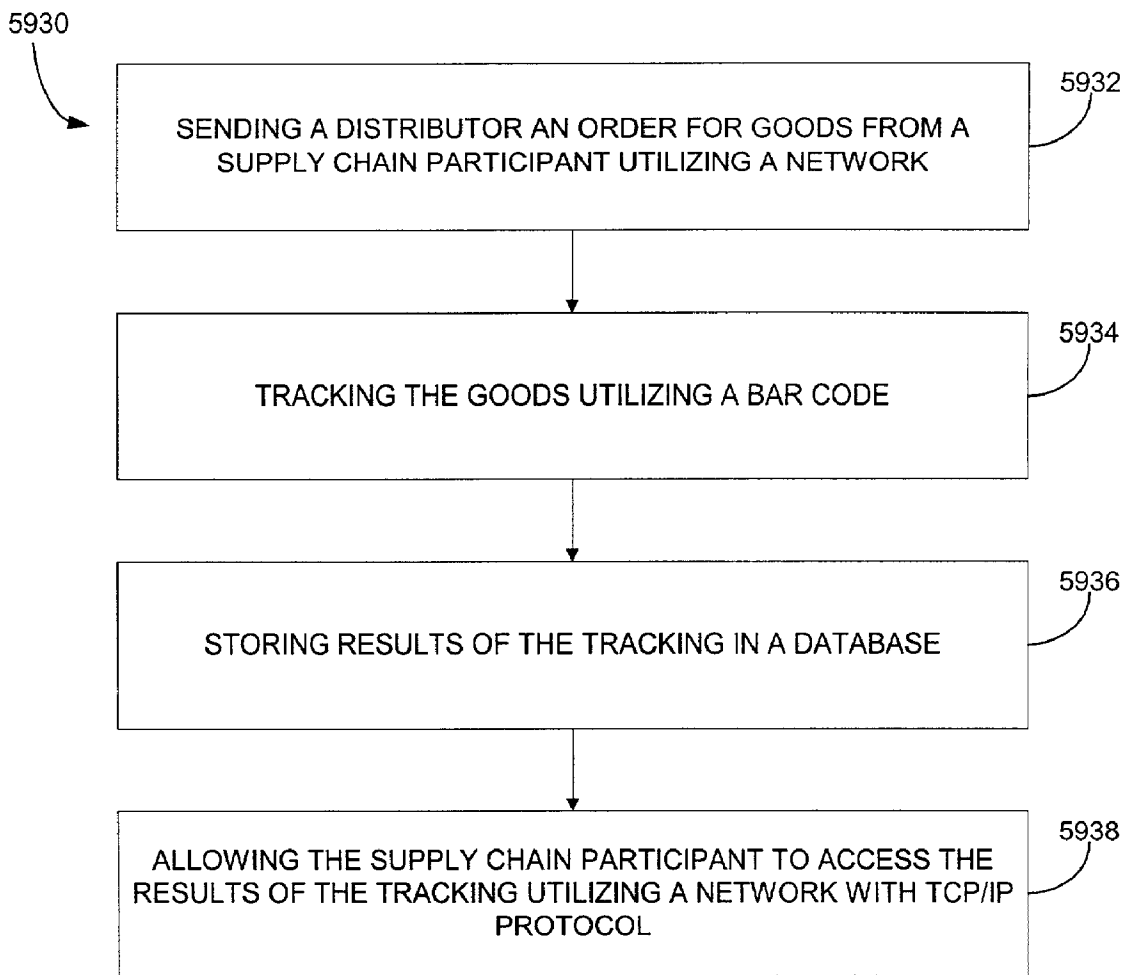 5930
5932
SENDING A DISTRIBUTOR AN ORDER FOR GOODS FROM A
SUPPLY CHAIN PARTICIPANT UTILIZING A NETWORK
5934
TRACKING THE GOODS UTILIZING A BAR CODE
5936
STORING RESULTS OF THE TRACKING IN A DATABASE
5938
ALLOWING THE SUPPLY CHAIN PARTICIPANT TO ACCESS THE
RESULTS OF THE TRACKING UTILIZING A NETWORK WITH TCP/IP
PROTOCOL